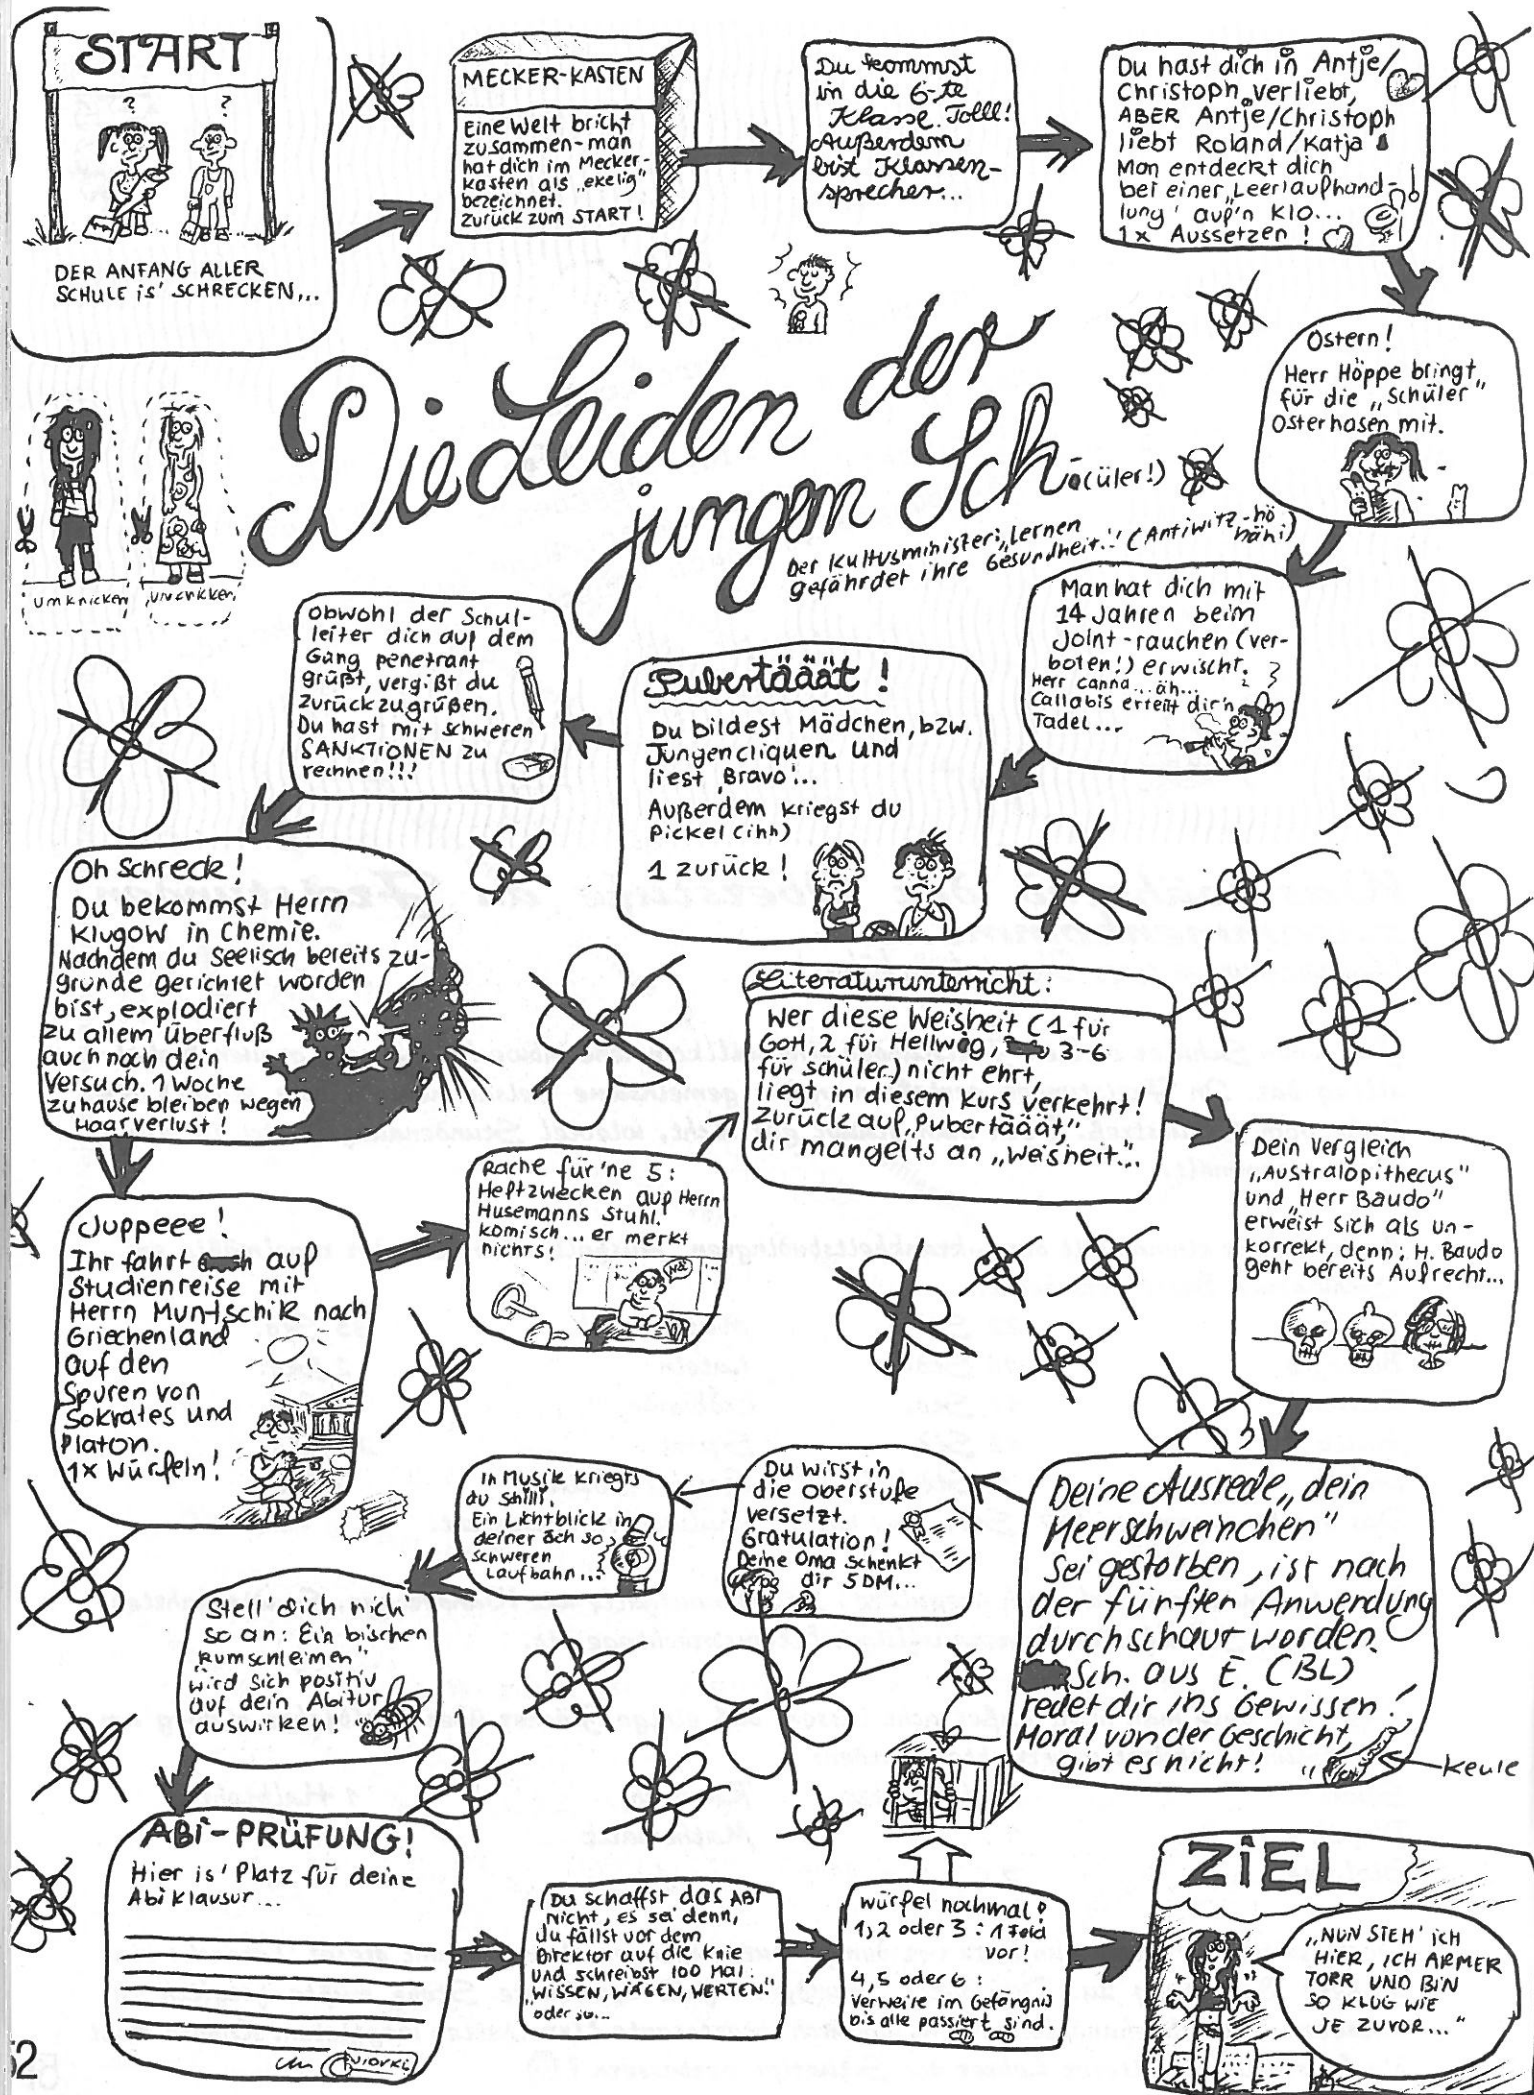 START
?
?
DER ANFANG ALLER
SCHULE iS' SCHRECKEN...
MECKER-KASTEN
Eine Welt bricht
zusammen - man
hat dich im Mecker-
kasten als „ekelig"
bezeichnet.
Zurück zum START!
Du kommst
in die 6-te
Klasse. Tolll!
Außerdem
bist Klassen-
sprecher...
Du hast dich in Antje/
Christoph verliebt,
ABER Antje/Christoph
liebt Roland/Katja
Man entdeckt dich
bei einer „Leerlaufhand-
lung' auf'n Klo...
1x Aussetzen!
Ostern!
Herr Höppe bringt
für die „Schüler"
Osterhasen mit.
Die Leiden der
jungen Sch.(üler!)
Der Kultusminister: „Lernen
gefährdet ihre Gesundheit.' (Antiwitz - hö
hähi)
umknicken
umknicken
Man hat dich mit
14 Jahren beim
Joint-rauchen (ver-
boten!) erwischt.
Herr Canna... äh...
Callabis erteilt dir'n
Tadel...
Pubertäät!
Du bildest Mädchen, bzw.
Jungencliquen und
liest ‚Bravo'...
Außerdem kriegst du
Pickel (ihh)
1 zurück!
Obwohl der Schul-
leiter dich auf dem
Gang penetrant
grüßt, vergißt du
zurückzugrüßen.
Du hast mit schweren
SANKTIONEN zu
rechnen!!!
Oh Schreck!
Du bekommst Herrn
Klugow in Chemie.
Nachdem du seelisch bereits zu-
grunde gerichtet worden
bist, explodiert
zu allem Überfluß
auch noch dein
Versuch. 1 Woche
zuhause bleiben wegen
Haarverlust!
Juppeee!
Ihr fahrt auf
Studienreise mit
Herrn Muntschik nach
Griechenland
auf den
Spuren von
Sokrates und
Platon.
1x Würfeln!
Rache für 'ne 5:
Heftzwecken auf Herrn
Husemanns Stuhl.
Komisch... er merkt
nichts!
Literaturunterricht:
Wer diese Weisheit (1 für
Gott, 2 für Hellweg, 3-6
für Schüler) nicht ehrt,
liegt in diesem Kurs verkehrt!
Zurück auf „Pubertäät",
dir mangelts an „Weisheit"...
Dein Vergleich
„Australopithecus"
und „Herr Baudo"
erweist sich als un-
korrekt, denn: H. Baudo
geht bereits Aufrecht...
Deine Ausrede „dein
Meerschweinchen"
sei gestorben, ist nach
der fünften Anwendung
durchschaut worden.
Sch. aus E. (BL)
redet dir ins Gewissen!
Moral von der Geschicht,
gibt es nicht!
Keule
Du wirst in
die Oberstufe
versetzt.
Gratulation!
Deine Oma schenkt
dir 5DM...
In Musik kriegts
du Schilli.
Ein Lichtblick in
deiner ach so
schweren
Laufbahn...
Stell dich nich
so an: Ein bischen
„Rumschleimen"
wird sich positiv
auf dein Abitur
auswirken!
ABi-PRÜFUNG!
Hier is' Platz für deine
Abiklausur...
Du schaffst das ABI
nicht, es sei denn,
du fällst vor dem
Direktor auf die Knie
und schreibst 100 Mal:
„WISSEN, WAGEN, WERTEN."
oder so...
Würfel nochmal!
1,2 oder 3: 1 Feld
vor!
4,5 oder 6:
Verweile im Gefängnis
bis alle passiert sind.
ZiEL
„NUN STEH' ICH
HIER, ICH ARMER
TORR UND BIN
SO KLUG WIE
JE ZUVOR..."
52